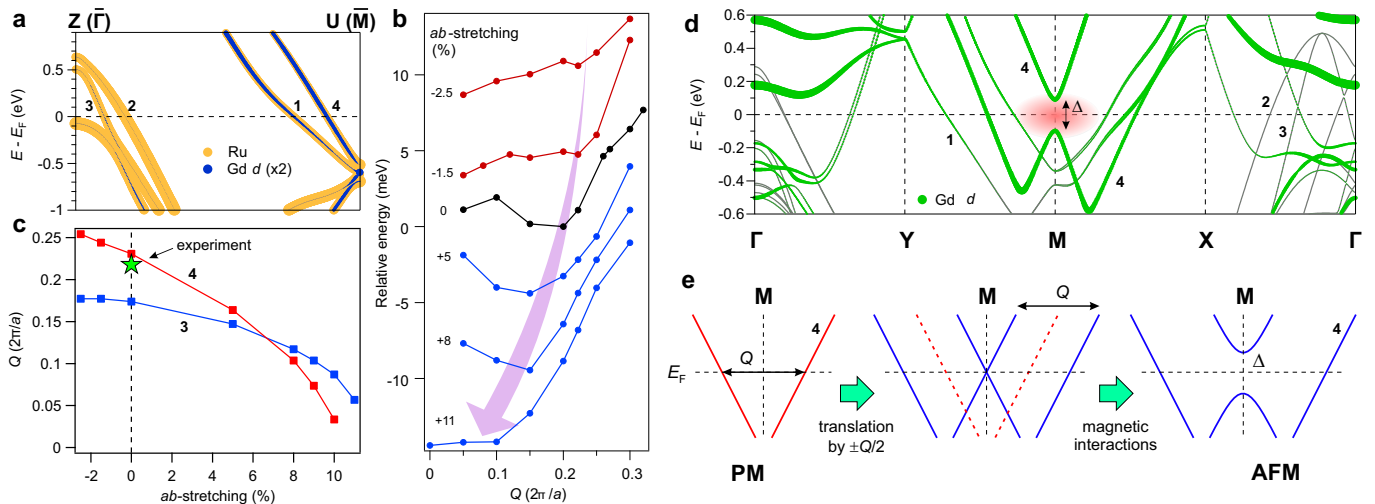 a
Z (Γ̄)
U (M̄)
E - E_F (eV)
0.5
0
-0.5
-1
3
2
1
4
Ru
Gd d (x2)
b
ab-stretching
(%)
-2.5
-1.5
0
+5
+8
+11
Relative energy (meV)
10
5
0
-5
-10
0
0.1
0.2
0.3
Q (2π/a)
c
0.25
0.2
0.15
0.1
0.05
0
Q (2π/a)
experiment
4
3
-2
0
2
4
6
8
10
ab-stretching (%)
d
E - E_F (eV)
0.6
0.4
0.2
0.0
-0.2
-0.4
-0.6
4
Δ
1
4
2
3
Gd d
Γ
Y
M
X
Γ
e
M
M
Q
M
4
Q
4
E_F
Δ
translation
by ±Q/2
magnetic
interactions
PM
AFM